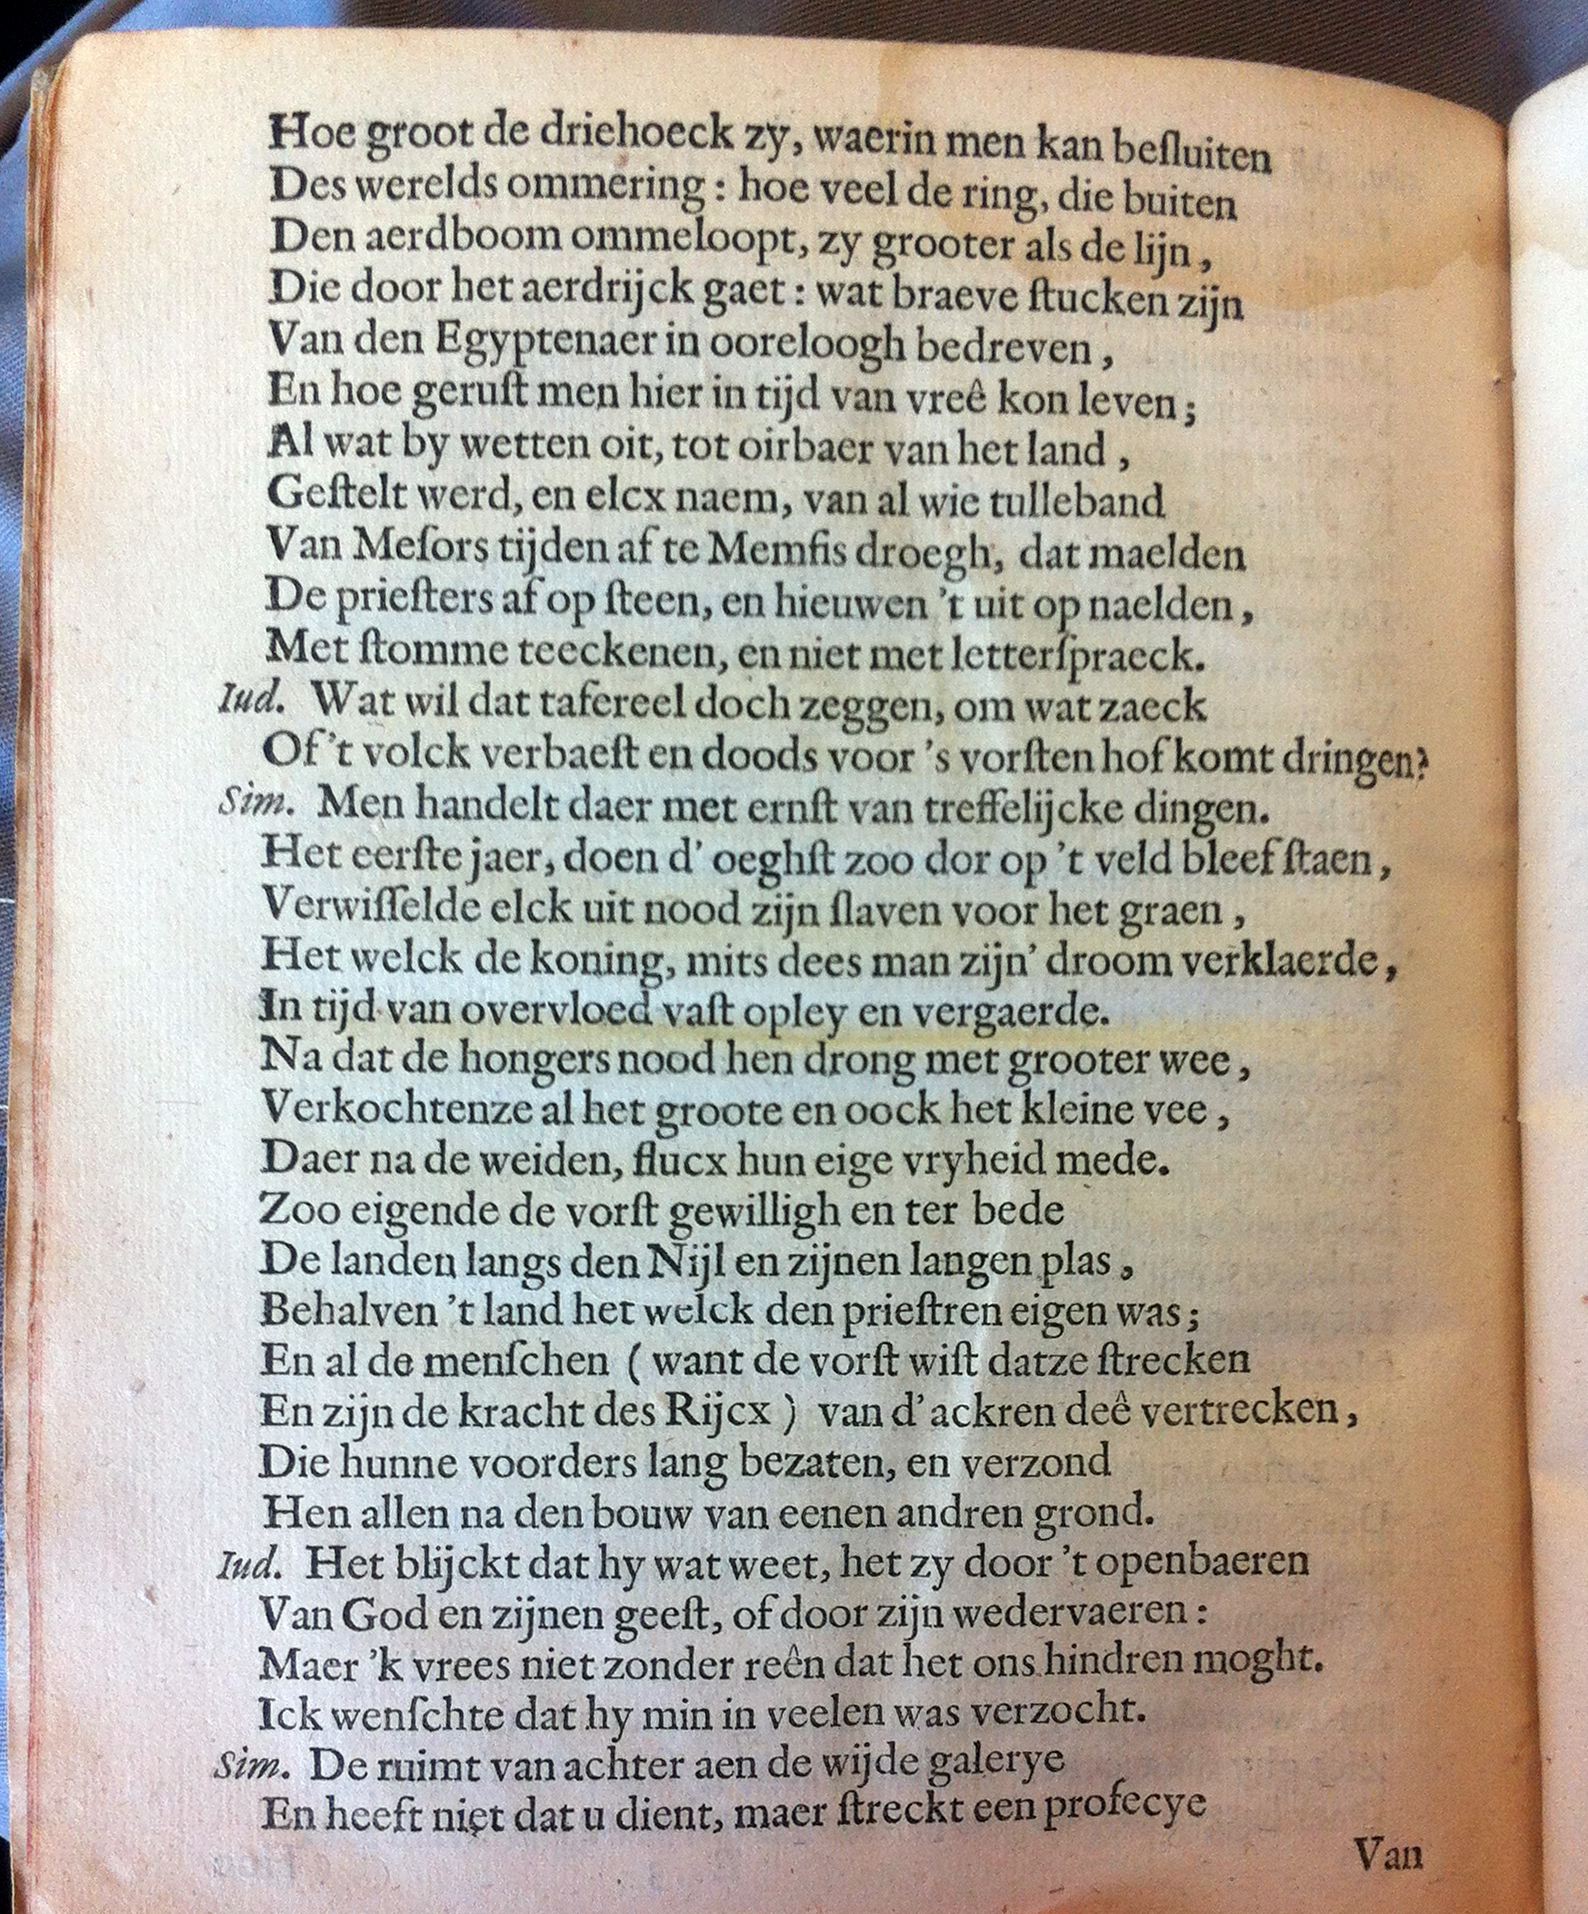 Hoe groot de driehoeck zy, waerin men kan beſluiten
Des werelds ommering: hoe veel de ring, die buiten
Den aerdboom ommeloopt, zy grooter als de lijn,
Die door het aerdrijck gaet: wat braeve ſtucken zijn
Van den Egyptenaer in ooreloogh bedreven,
En hoe geruſt men hier in tijd van vreê kon leven;
Al wat by wetten oit, tot oirbaer van het land,
Geſtelt werd, en elcx naem, van al wie tulleband
Van Meſors tijden af te Memfis droegh, dat maelden
De prieſters af op ſteen, en hieuwen 't uit op naelden,
Met ſtomme teeckenen, en niet met letterſpraeck.
Iud. Wat wil dat tafereel doch zeggen, om wat zaeck
Of 't volck verbaeſt en doods voor 's vorſten hof komt dringen?
Sim. Men handelt daer met ernſt van treffelijcke dingen.
Het eerſte jaer, doen d' oeghſt zoo dor op 't veld bleef ſtaen,
Verwiſſelde elck uit nood zijn ſlaven voor het graen,
Het welck de koning, mits dees man zijn' droom verklaerde,
In tijd van overvloed vaſt opley en vergaerde.
Na dat de hongers nood hen drong met grooter wee,
Verkochtenze al het groote en oock het kleine vee,
Daer na de weiden, flucx hun eige vryheid mede.
Zoo eigende de vorſt gewilligh en ter bede
De landen langs den Nijl en zijnen langen plas,
Behalven 't land het welck den prieſtren eigen was;
En al de menſchen (want de vorſt wiſt datze ſtrecken
En zijn de kracht des Rijcx) van d' ackren deê vertrecken,
Die hunne voorders lang bezaten, en verzond
Hen allen na den bouw van eenen andren grond.
Iud. Het blijckt dat hy wat weet, het zy door 't openbaeren
Van God en zijnen geeſt, of door zijn wedervaeren:
Maer 'k vrees niet zonder reên dat het ons hindren moght.
Ick wenſchte dat hy min in veelen was verzocht.
Sim. De ruimt van achter aen de wijde galerye
En heeft niet dat u dient, maer ſtreckt een profecye
Van